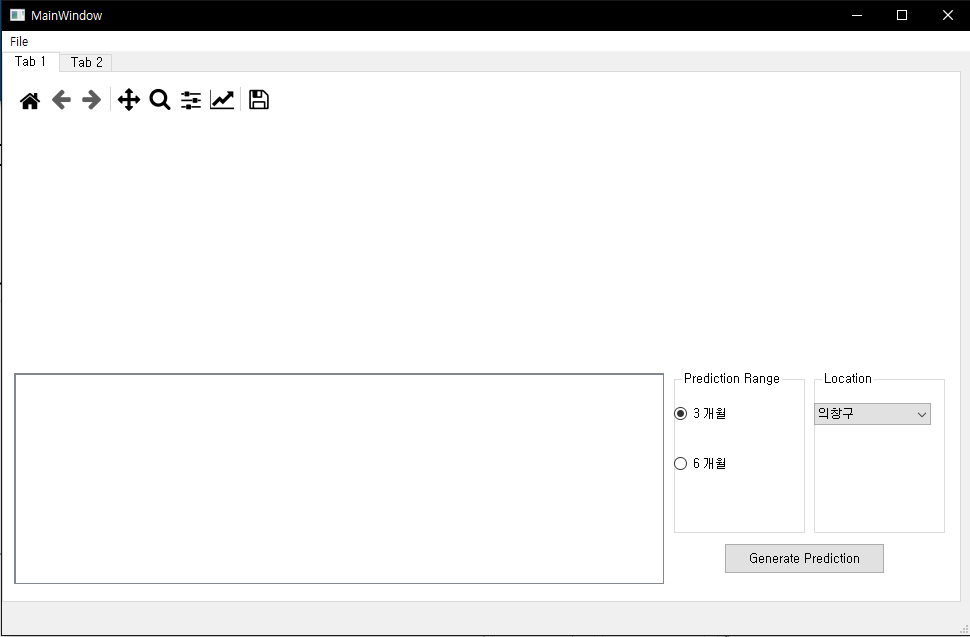 MainWindow
File
Tab 1 Tab 2
Prediction Range Location
3 개월 의창구
6 개월
Generate Prediction